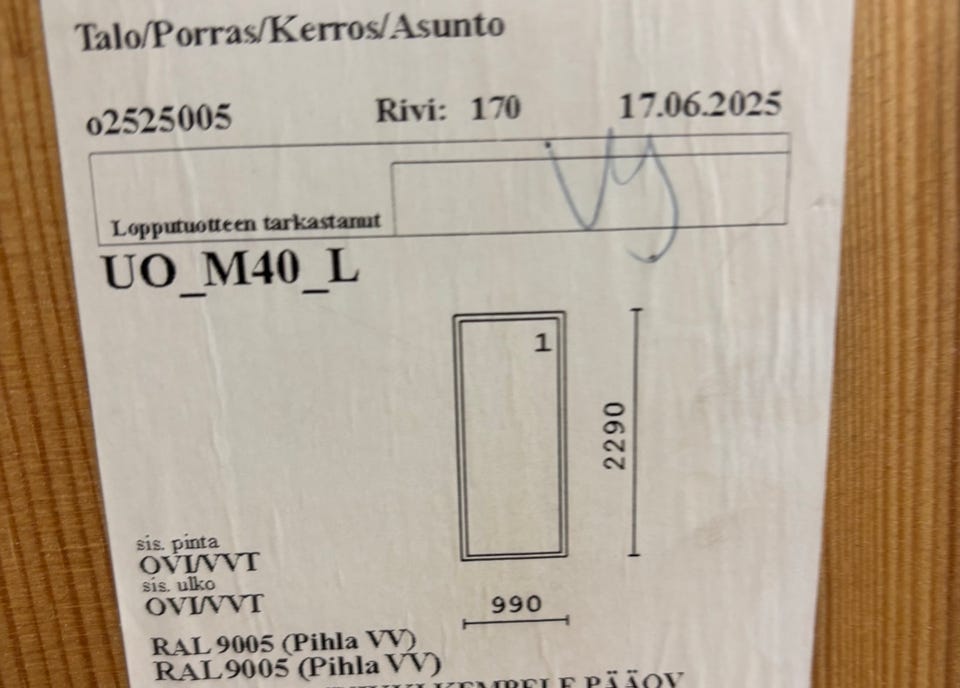 Talo/Porras/Kerros/Asunto
o2525005 Rivi: 170 17.06.2025
Lopputuotteen tarkastanut
UO_M40_L
1
2290
sis. pinta
OVI/VVT
sis. ulko
OVI/VVT
990
RAL 9005 (Pihla VV)
RAL 9005 (Pihla VV)
PÄÄOV